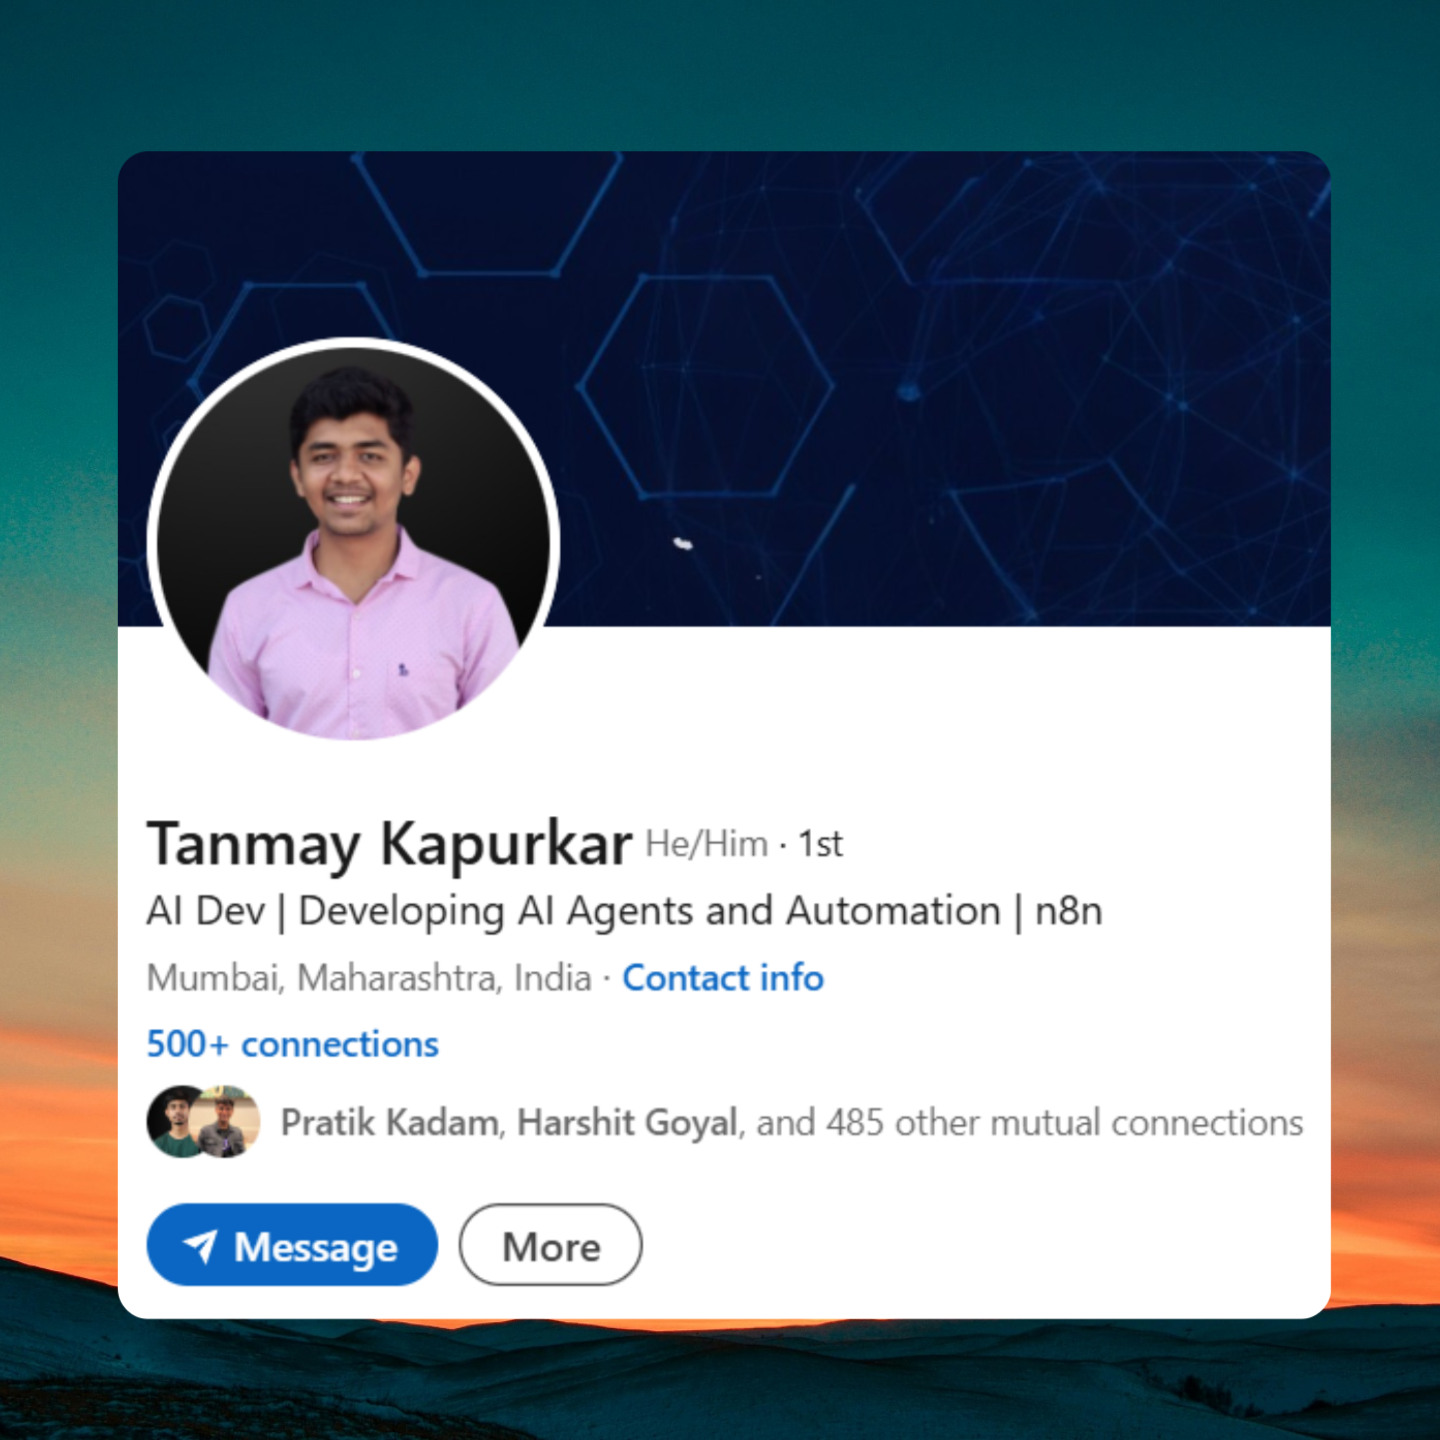 Tanmay Kapurkar He/Him · 1st
AI Dev | Developing AI Agents and Automation | n8n
Mumbai, Maharashtra, India · Contact info
500+ connections
Pratik Kadam, Harshit Goyal, and 485 other mutual connections
Message More